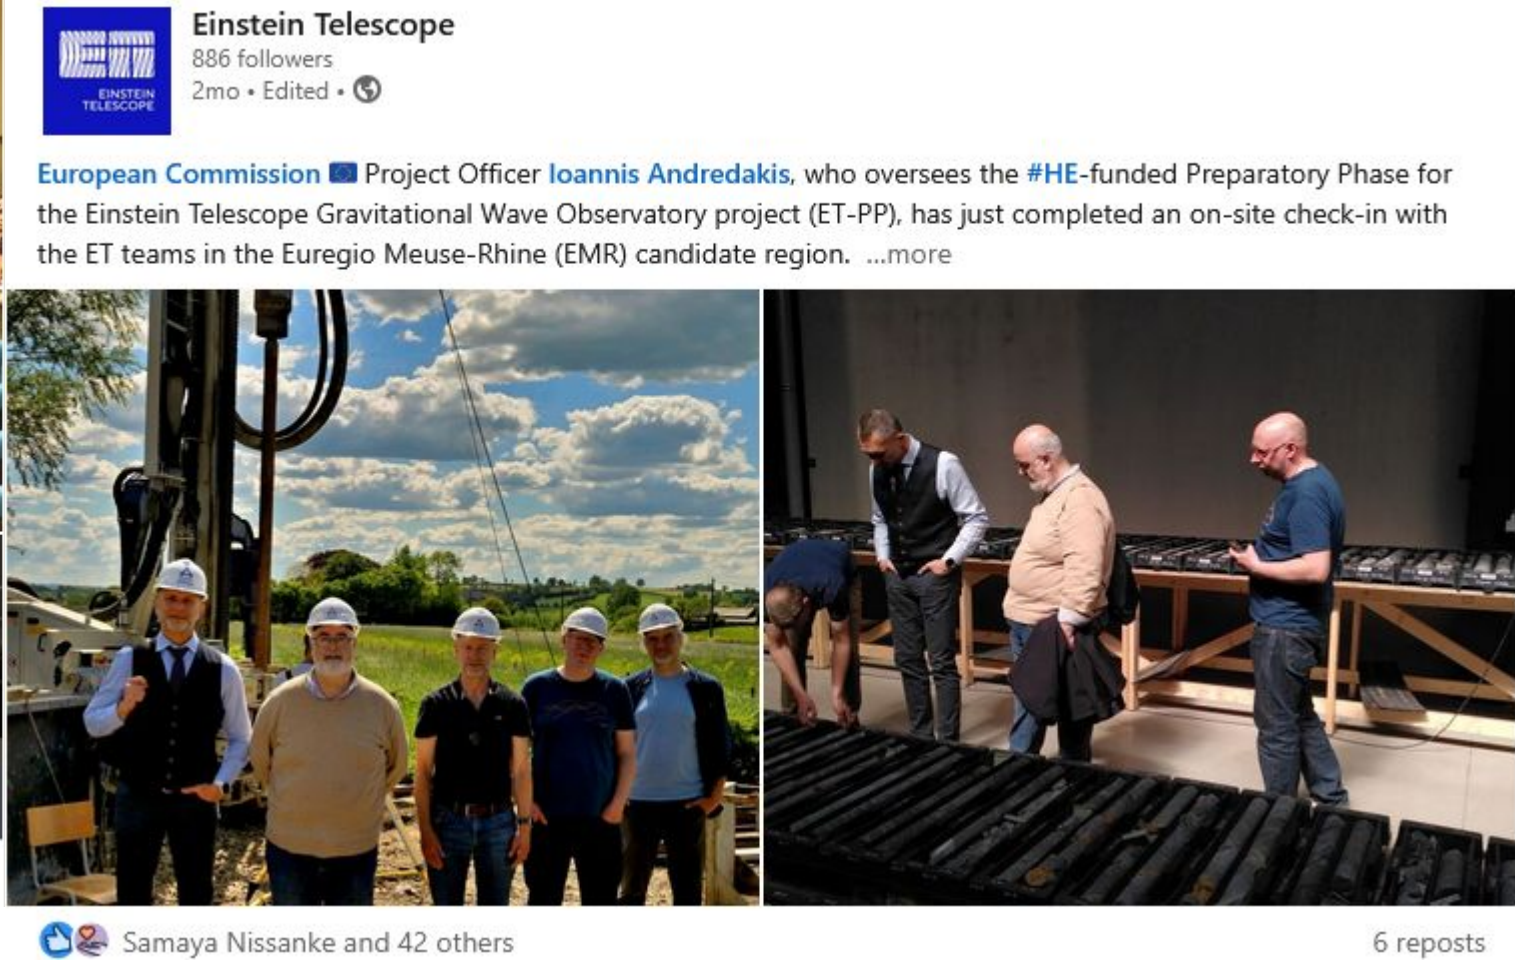 EINSTEIN
TELESCOPE
Einstein Telescope
886 followers
2mo • Edited •
European Commission 🇪🇺 Project Officer Ioannis Andredakis, who oversees the #HE-funded Preparatory Phase for
the Einstein Telescope Gravitational Wave Observatory project (ET-PP), has just completed an on-site check-in with
the ET teams in the Euregio Meuse-Rhine (EMR) candidate region. ...more
Samaya Nissanke and 42 others
6 reposts